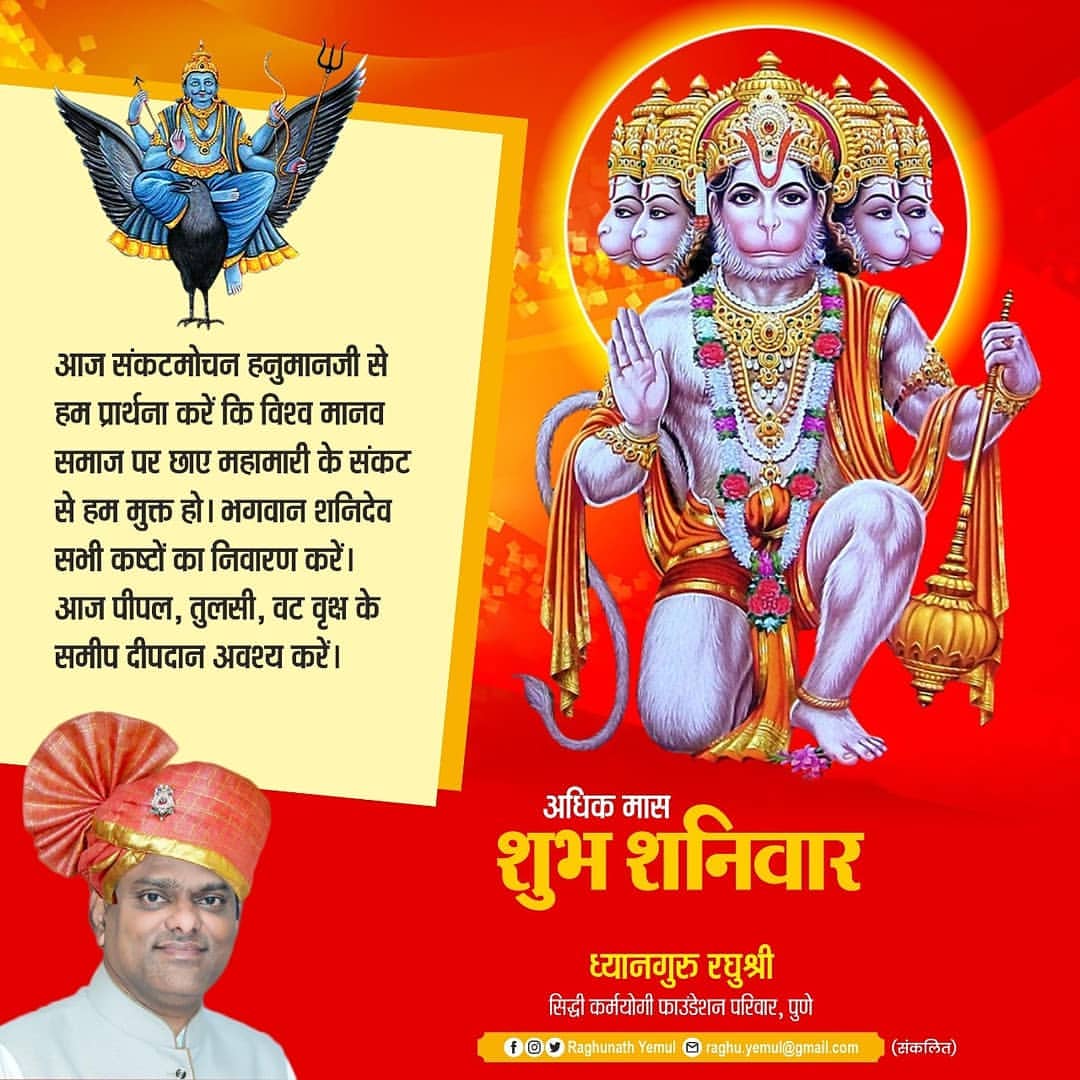 आज संकटमोचन हनुमानजी से
हम प्रार्थना करें कि विश्व मानव
समाज पर छाए महामारी के संकट
से हम मुक्त हो। भगवान शनिदेव
सभी कष्टों का निवारण करें।
आज पीपल, तुलसी, वट वृक्ष के
समीप दीपदान अवश्य करें।
अधिक मास
शुभ शनिवार
ध्यानगुरु रघुश्री
सिद्धी कर्मयोगी फाउंडेशन परिवार, पुणे
Raghunath Yemul raghu.yemul@gmail.com (संकलित)